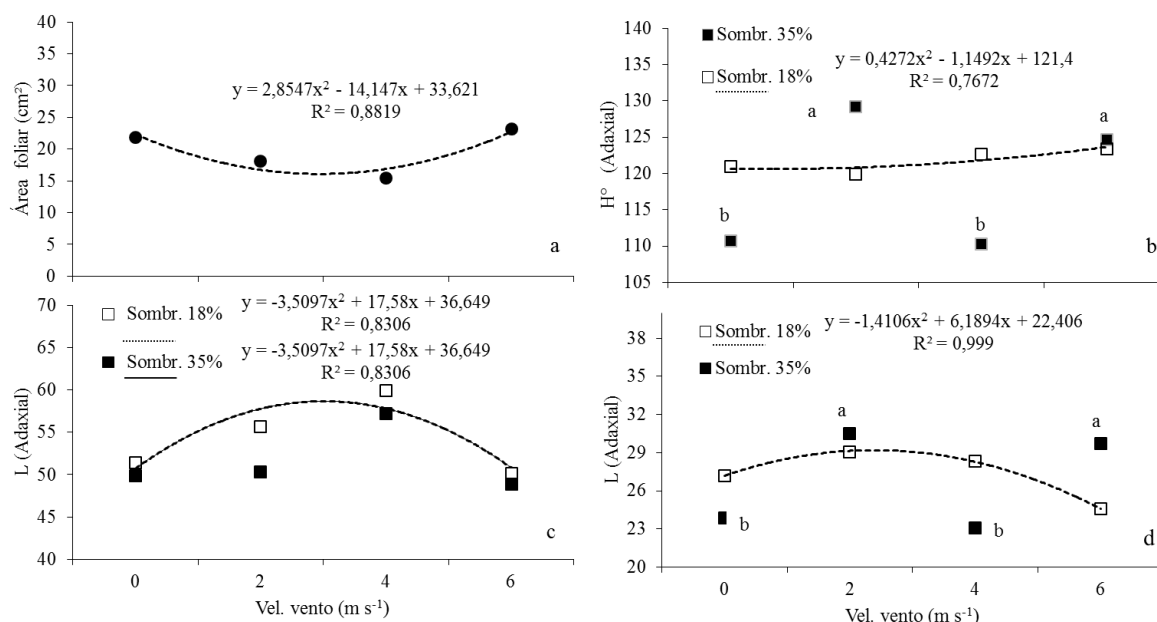 Área foliar (cm²)
45
40
35
30
25
20
15
10
5
0
y = 2,8547x² - 14,147x + 33,621
R² = 0,8819
a
H° (Adaxial)
140
135
130
125
120
115
110
105
Sombr. 35%
Sombr. 18%
y = 0,4272x² - 1,1492x + 121,4
R² = 0,7672
a
a
b
b
b
L (Adaxial)
70
65
60
55
50
45
40
Sombr. 18%
Sombr. 35%
y = -3,5097x² + 17,58x + 36,649
R² = 0,8306
y = -3,5097x² + 17,58x + 36,649
R² = 0,8306
c
0 2 4 6
Vel. vento (m s⁻¹)
L (Adaxial)
38
35
32
29
26
23
20
Sombr. 18%
Sombr. 35%
y = -1,4106x² + 6,1894x + 22,406
R² = 0,999
a
a
b
b
d
0 2 4 6
Vel. vento (m s⁻¹)